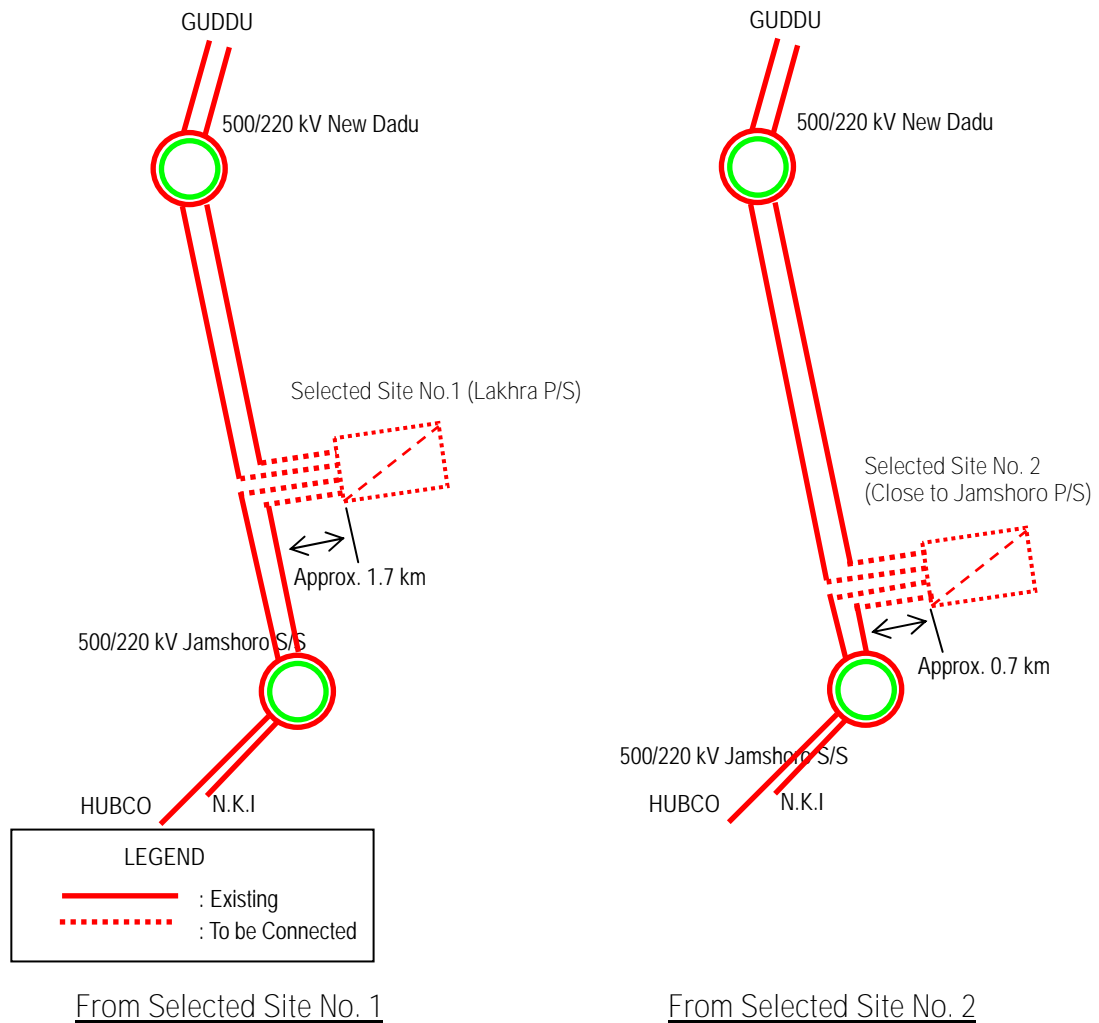 GUDDU
500/220 kV New Dadu
Selected Site No.1 (Lakhra P/S)
Approx. 1.7 km
500/220 kV Jamshoro S/S
HUBCO
N.K.I
LEGEND
: Existing
: To be Connected
From Selected Site No. 1
GUDDU
500/220 kV New Dadu
Selected Site No. 2
(Close to Jamshoro P/S)
Approx. 0.7 km
500/220 kV Jamshoro S/S
HUBCO
N.K.I
From Selected Site No. 2